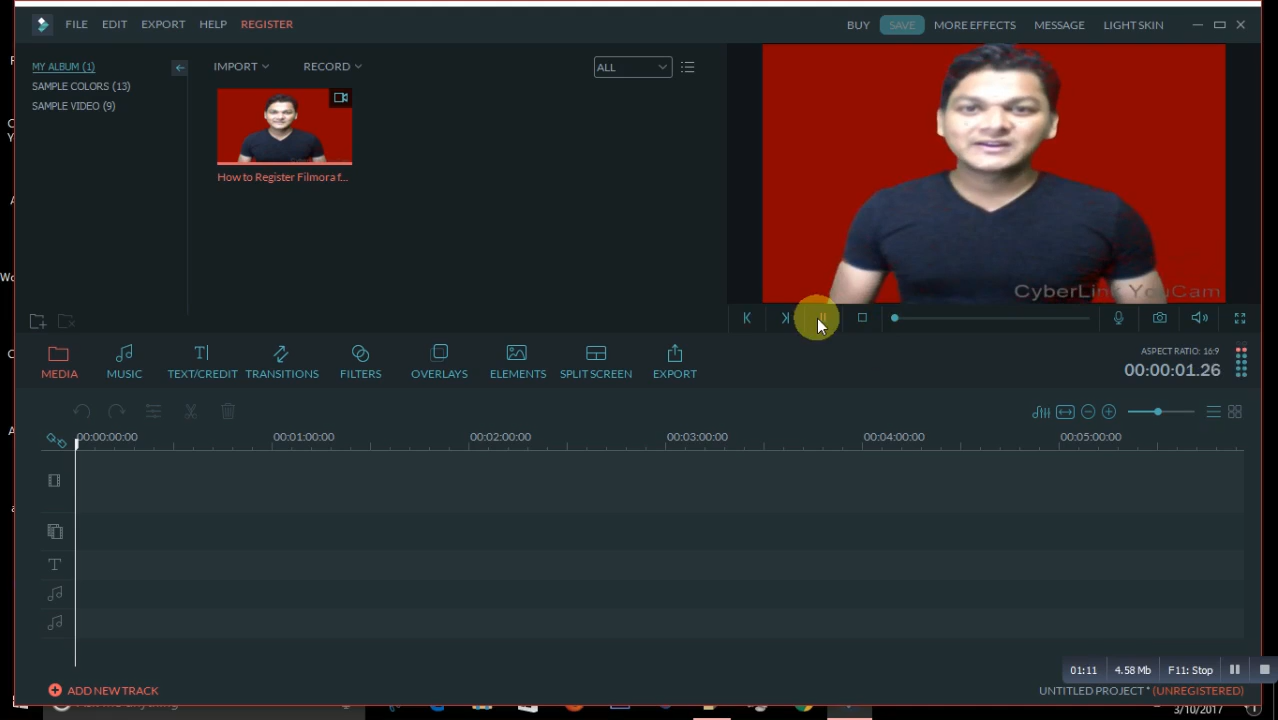 FILE EDIT EXPORT HELP REGISTER BUY SAVE MORE EFFECTS MESSAGE LIGHT SKIN
MY ALBUM (1)
SAMPLE COLORS (13)
SAMPLE VIDEO (9)
IMPORT RECORD ALL
How to Register Filmora f...
CyberLink YouCam
MEDIA MUSIC TEXT/CREDIT TRANSITIONS FILTERS OVERLAYS ELEMENTS SPLIT SCREEN EXPORT
ASPECT RATIO: 16:9
00:00:01.26
00:00:00:00 00:01:00:00 00:02:00:00 00:03:00:00 00:04:00:00 00:05:00:00
01:11 4.58 Mb F11: Stop
ADD NEW TRACK
UNTITLED PROJECT * (UNREGISTERED)
3/10/2017